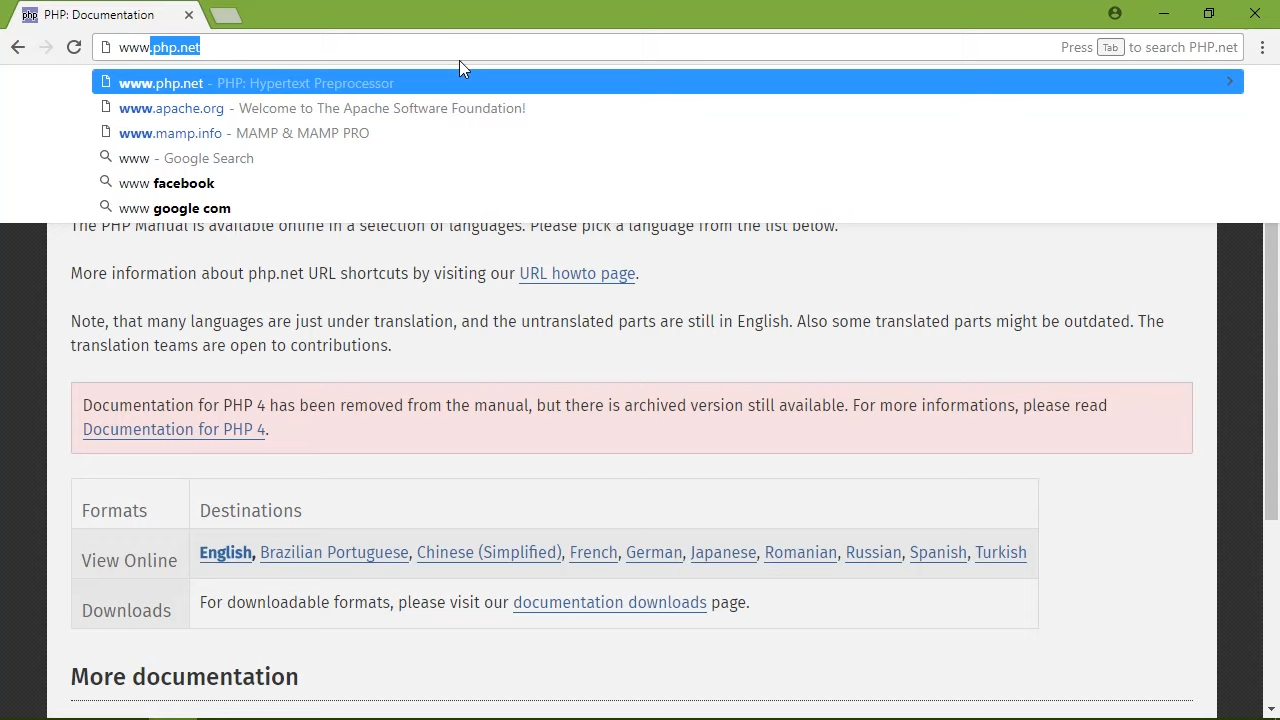 php PHP: Documentation
www.php.net Press Tab to search PHP.net
www.php.net - PHP: Hypertext Preprocessor
www.apache.org - Welcome to The Apache Software Foundation!
www.mamp.info - MAMP & MAMP PRO
www - Google Search
www facebook
www google com
The PHP Manual is available online in a selection of languages. Please pick a language from the list below.
More information about php.net URL shortcuts by visiting our URL howto page.
Note, that many languages are just under translation, and the untranslated parts are still in English. Also some translated parts might be outdated. The
translation teams are open to contributions.
Documentation for PHP 4 has been removed from the manual, but there is archived version still available. For more informations, please read
Documentation for PHP 4.
Formats Destinations
View Online English, Brazilian Portuguese, Chinese (Simplified), French, German, Japanese, Romanian, Russian, Spanish, Turkish
Downloads For downloadable formats, please visit our documentation downloads page.
More documentation